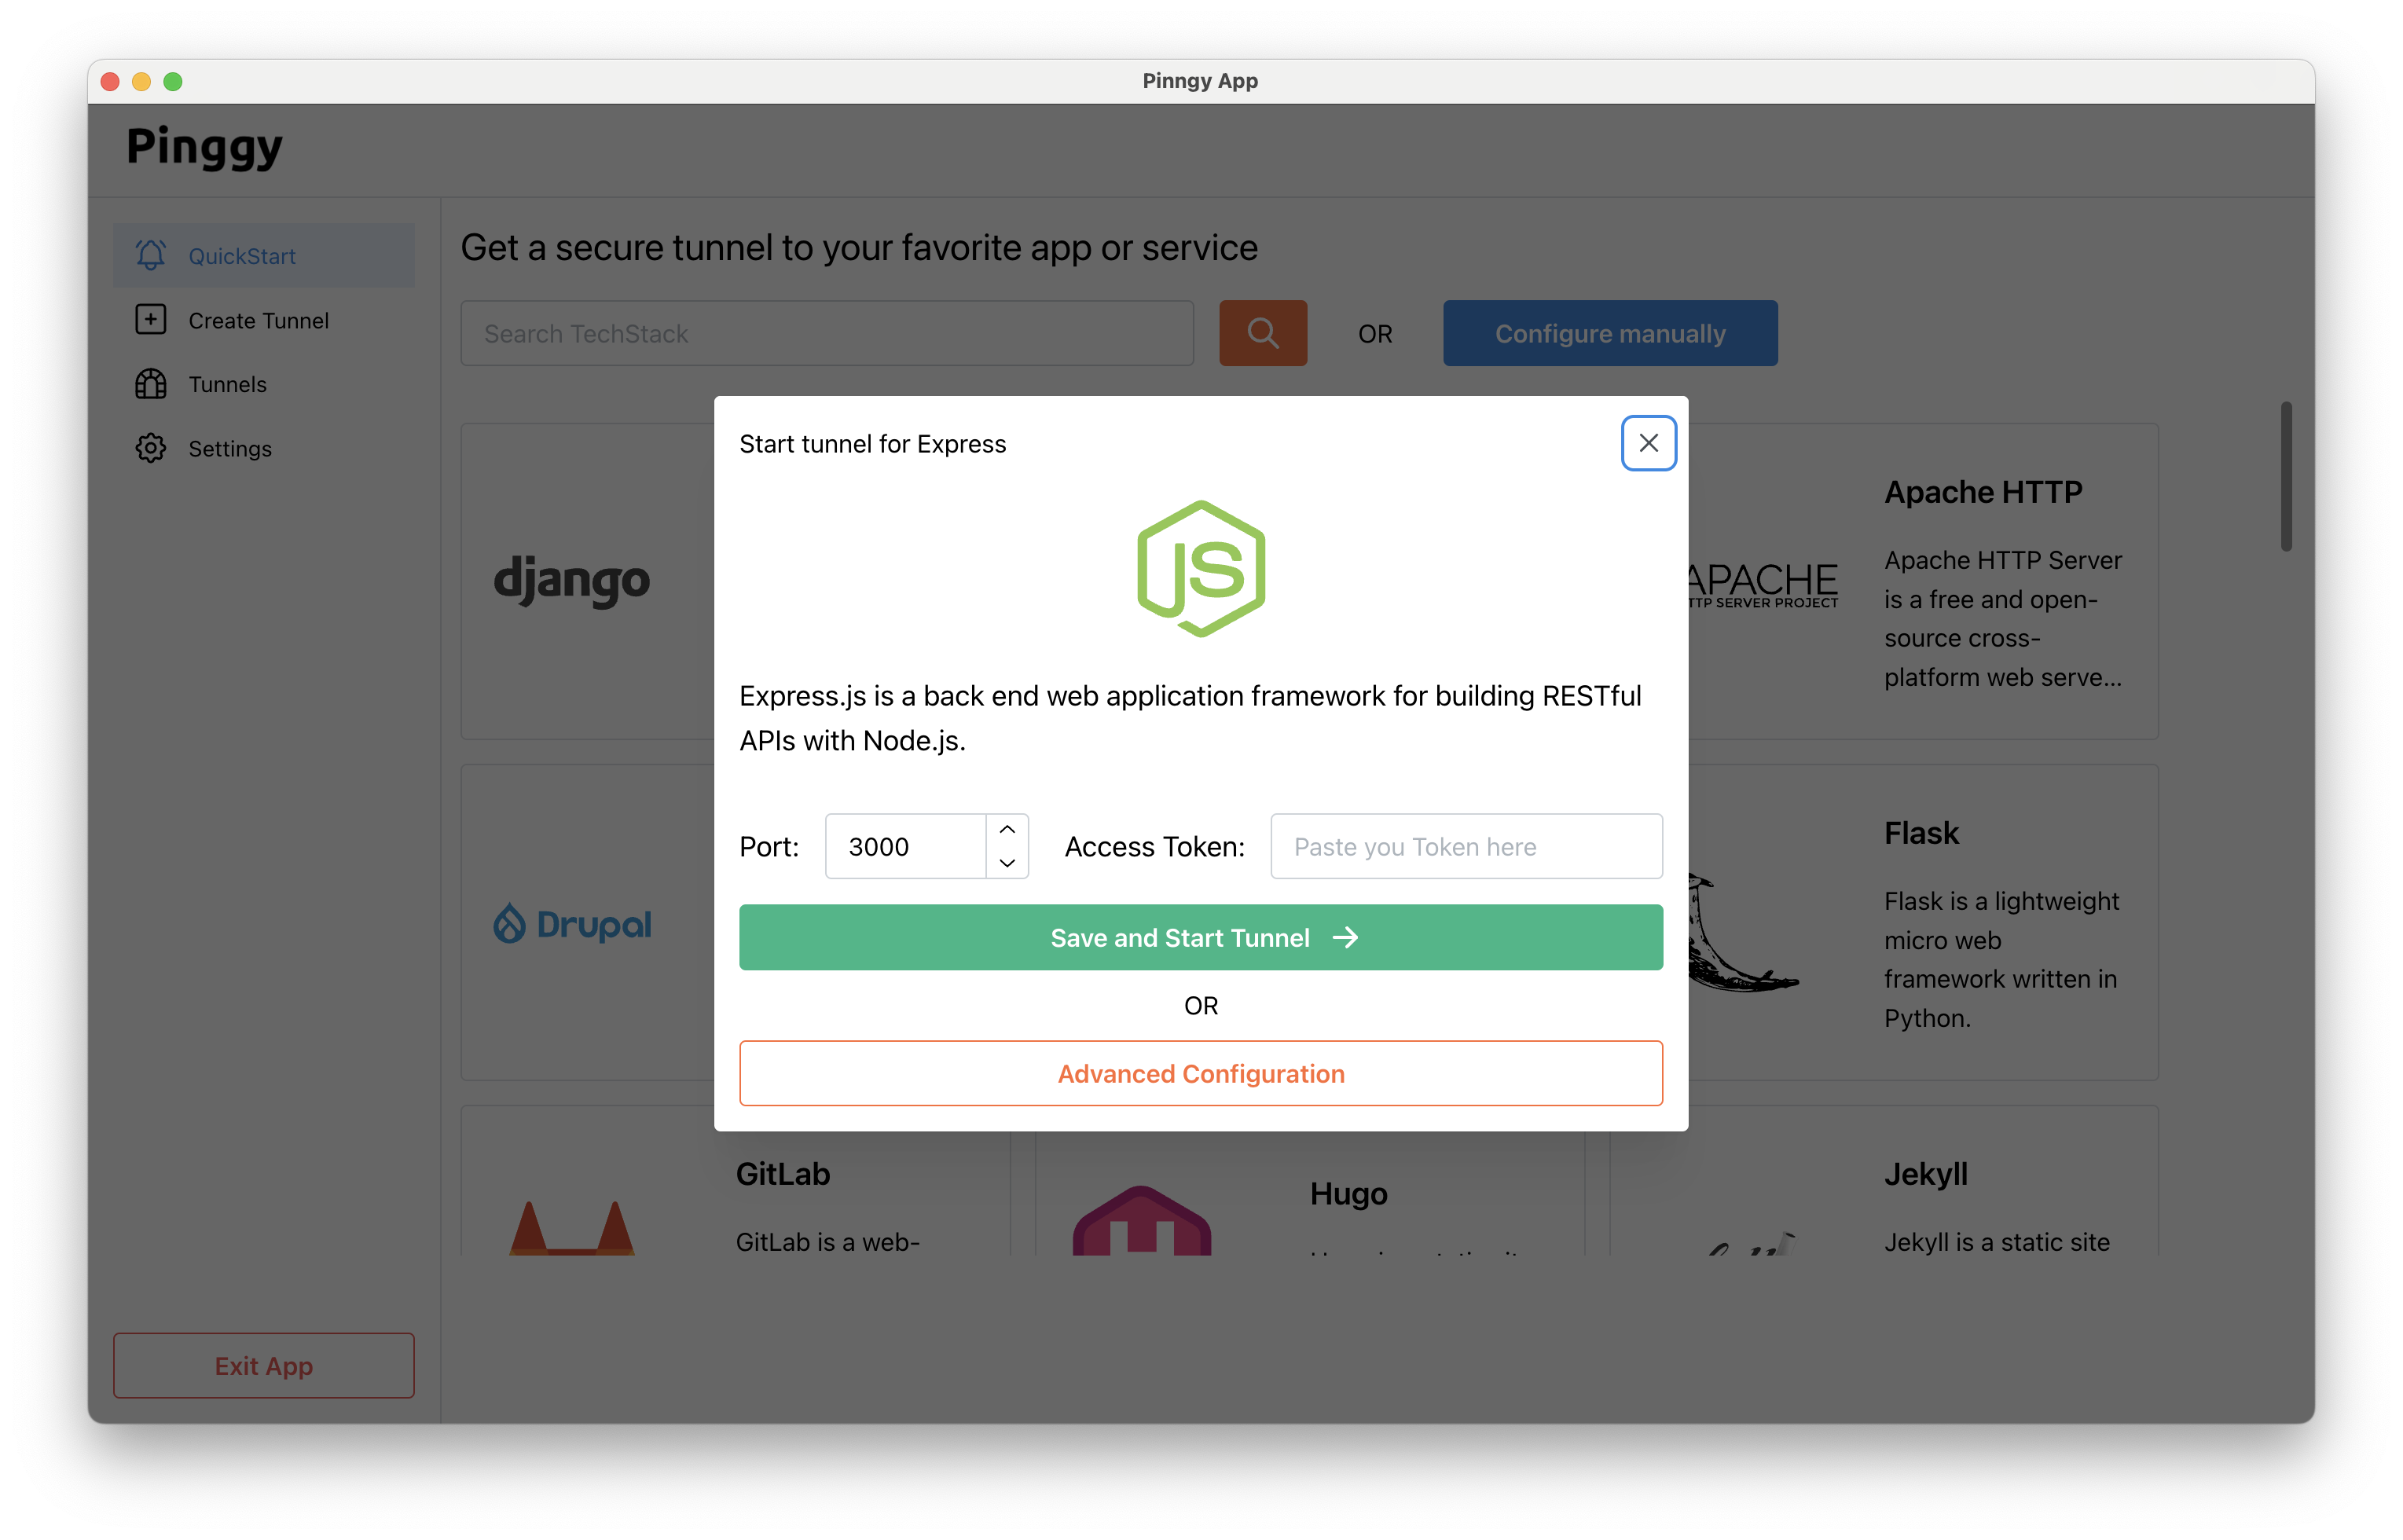 Pinngy App
Pinggy
QuickStart
Create Tunnel
Tunnels
Settings
Exit App
Get a secure tunnel to your favorite app or service
Search TechStack
OR
Configure manually
django
Apache HTTP
APACHE
TTP SERVER PROJECT
Apache HTTP Server
is a free and open-
source cross-
platform web serve...
Start tunnel for Express
JS
Express.js is a back end web application framework for building RESTful
APIs with Node.js.
Port:
3000
Access Token:
Paste you Token here
Save and Start Tunnel
OR
Advanced Configuration
Drupal
Flask
Flask is a lightweight
micro web
framework written in
Python.
GitLab
GitLab is a web-
Hugo
Jekyll
Jekyll is a static site